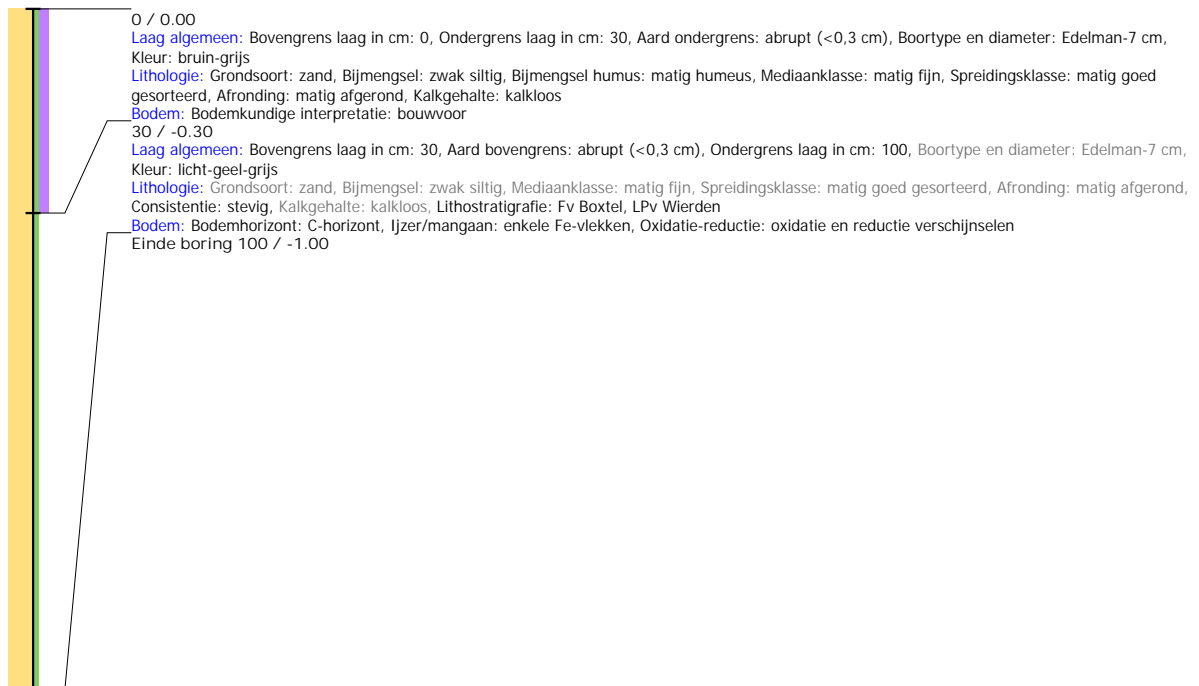 0 / 0.00
Laag algemeen: Bovengrens laag in cm: 0, Ondergrens laag in cm: 30, Aard ondergrens: abrupt (<0,3 cm), Boortype en diameter: Edelman-7 cm,
Kleur: bruin-grijs
Lithologie: Grondsoort: zand, Bijmengsel: zwak siltig, Bijmengsel humus: matig humeus, Mediaanklasse: matig fijn, Spreidingsklasse: matig goed
gesorteerd, Afronding: matig afgerond, Kalkgehalte: kalkloos
Bodem: Bodemkundige interpretatie: bouwvoor
30 / -0.30
Laag algemeen: Bovengrens laag in cm: 30, Aard bovengrens: abrupt (<0,3 cm), Ondergrens laag in cm: 100, Boortype en diameter: Edelman-7 cm,
Kleur: licht-geel-grijs
Lithologie: Grondsoort: zand, Bijmengsel: zwak siltig, Mediaanklasse: matig fijn, Spreidingsklasse: matig goed gesorteerd, Afronding: matig afgerond,
Consistentie: stevig, Kalkgehalte: kalkloos, Lithostratigrafie: Fv Boxtel, LPv Wierden
Bodem: Bodemhorizont: C-horizont, Ijzer/mangaan: enkele Fe-vlekken, Oxidatie-reductie: oxidatie en reductie verschijnselen
Einde boring 100 / -1.00